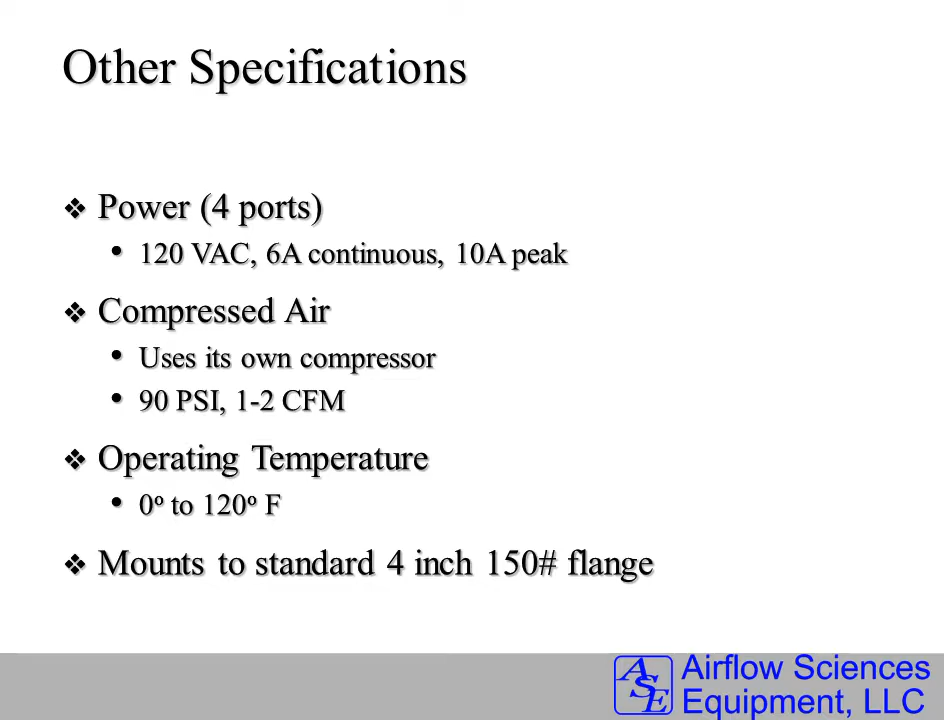 Other Specifications
❖ Power (4 ports)
• 120 VAC, 6A continuous, 10A peak
❖ Compressed Air
• Uses its own compressor
• 90 PSI, 1-2 CFM
❖ Operating Temperature
• 0º to 120º F
❖ Mounts to standard 4 inch 150# flange
ASE Airflow Sciences
Equipment, LLC